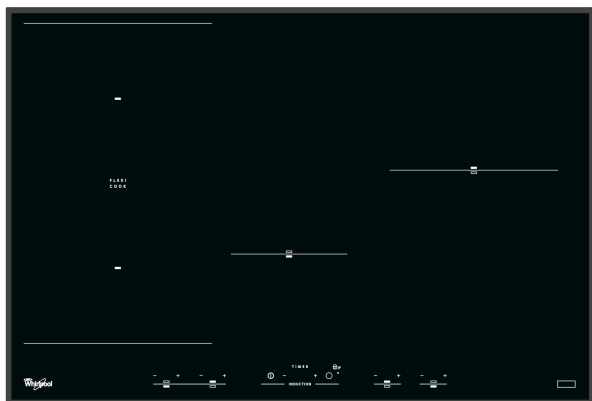 FLEXI
COOK
TIMER
Whirlpool
- + - + - + - + - +
INDUCTION